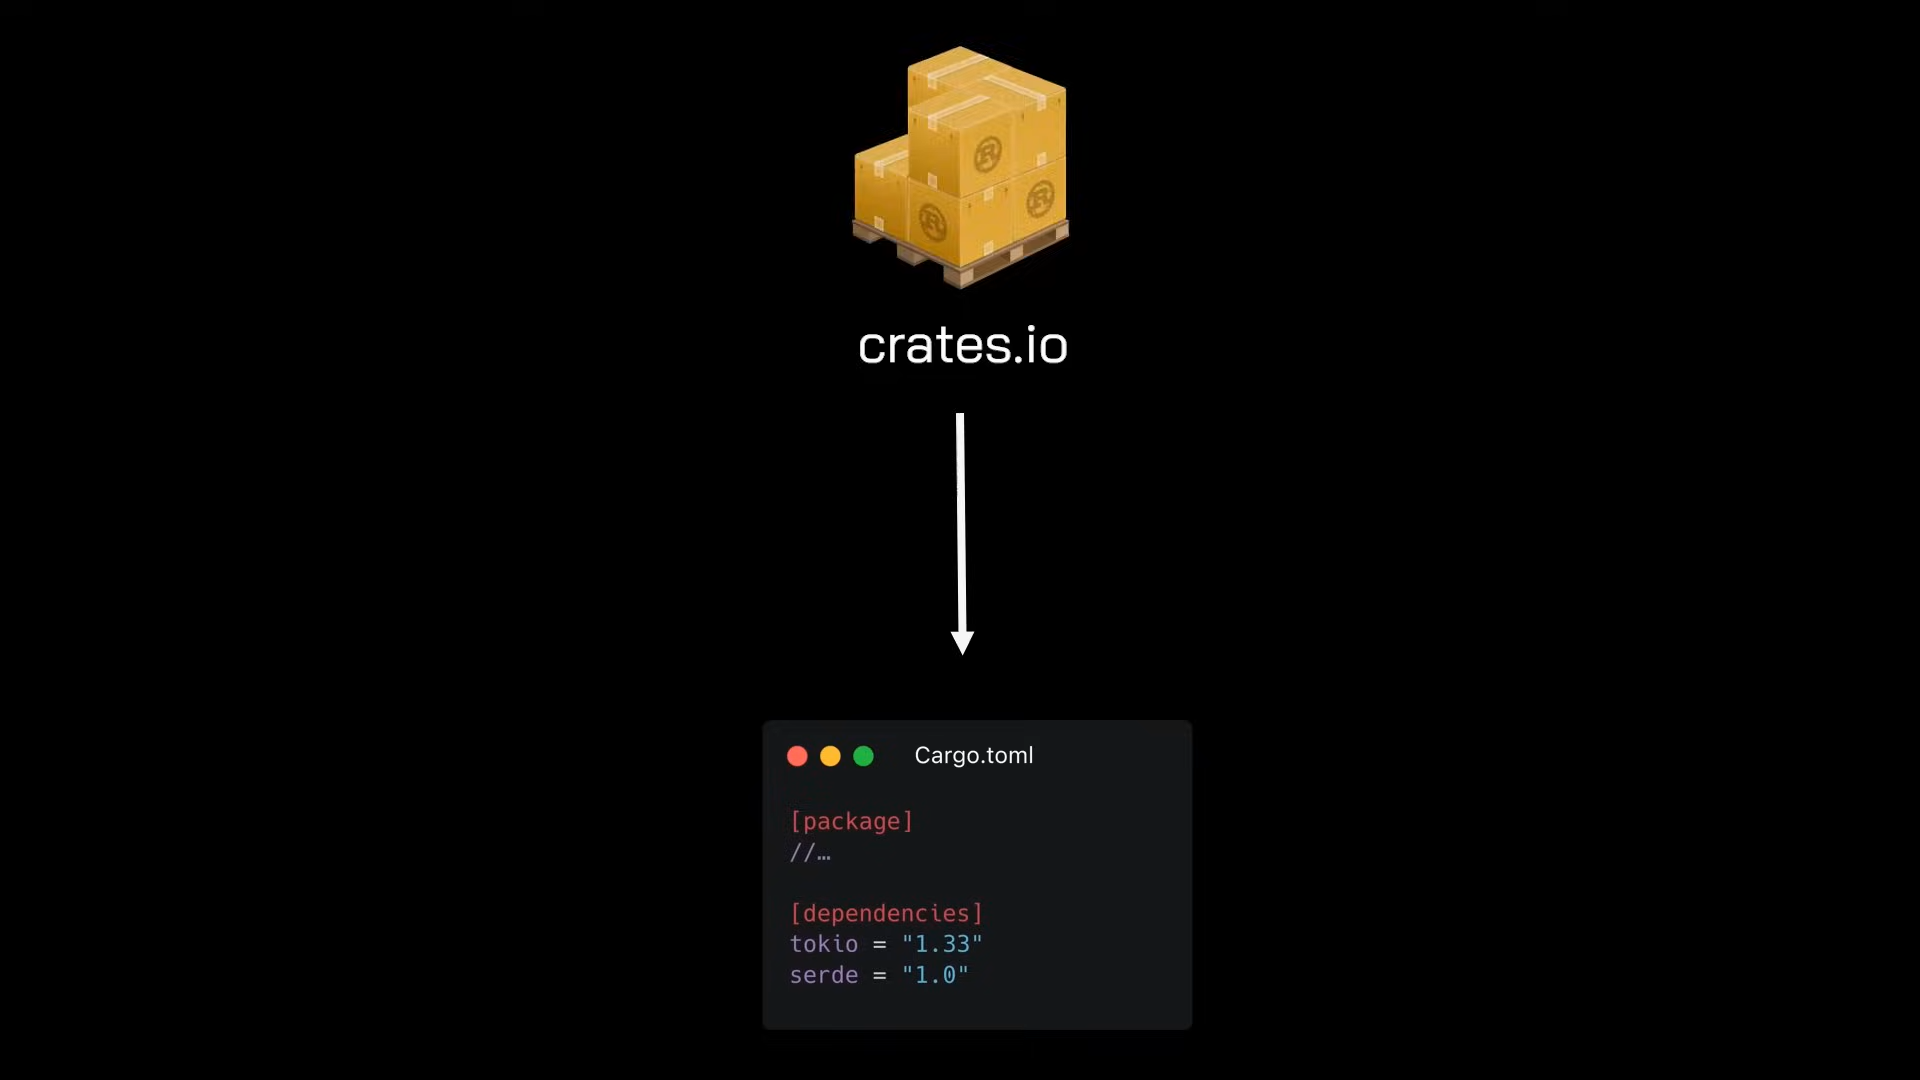 crates.io
Cargo.toml
[package]
//…
[dependencies]
tokio = "1.33"
serde = "1.0"